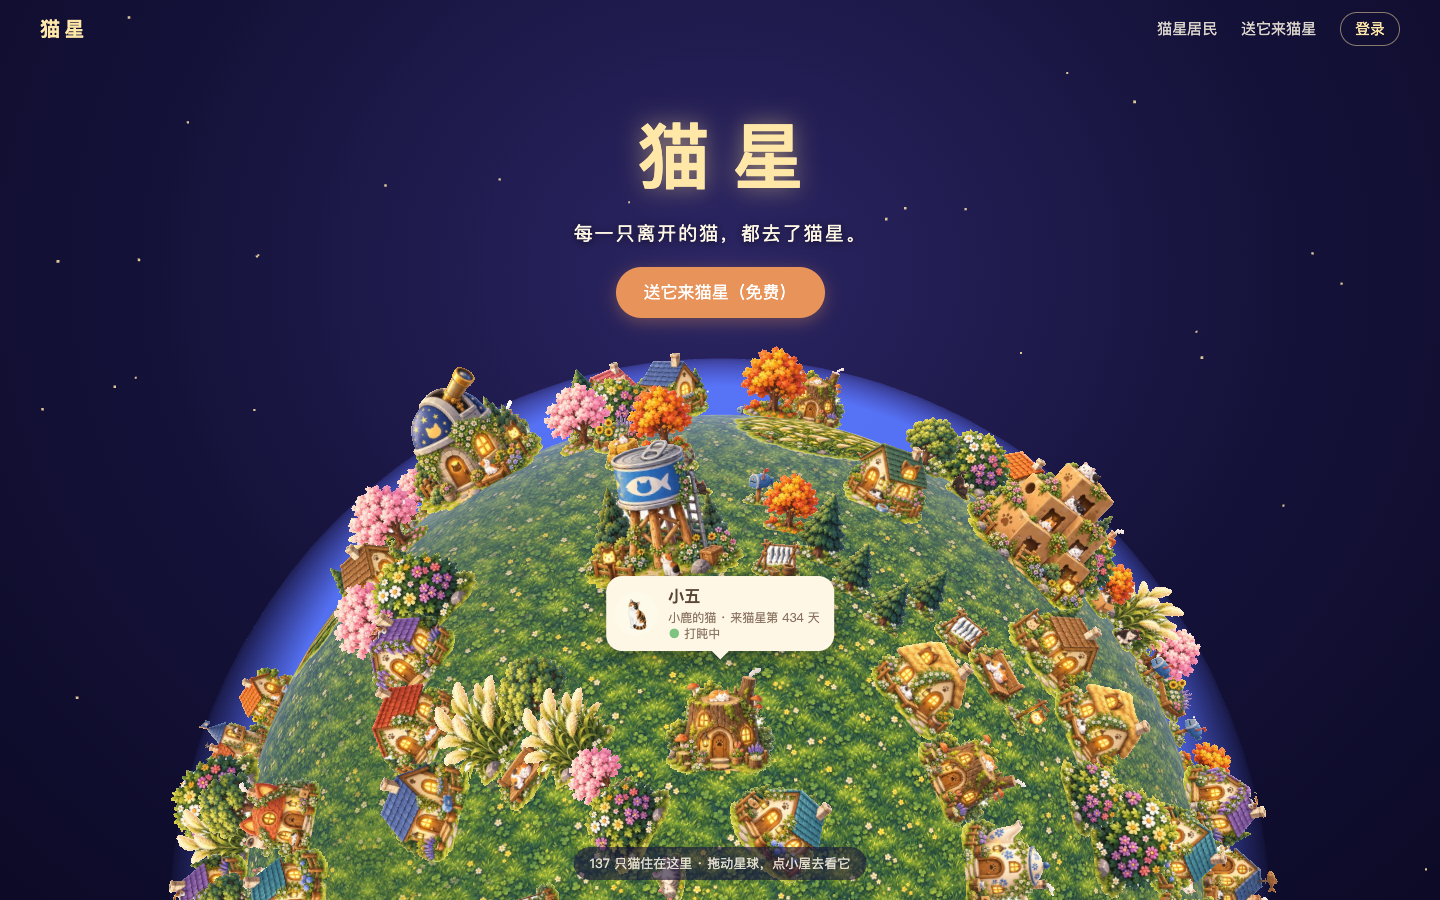 猫星
猫星居民
送它来猫星
登录
猫星
每一只离开的猫，都去了猫星。
送它来猫星（免费）
小五
小鹿的猫 · 来猫星第 434 天
打盹中
137 只猫住在这里 · 拖动星球，点小屋去看它